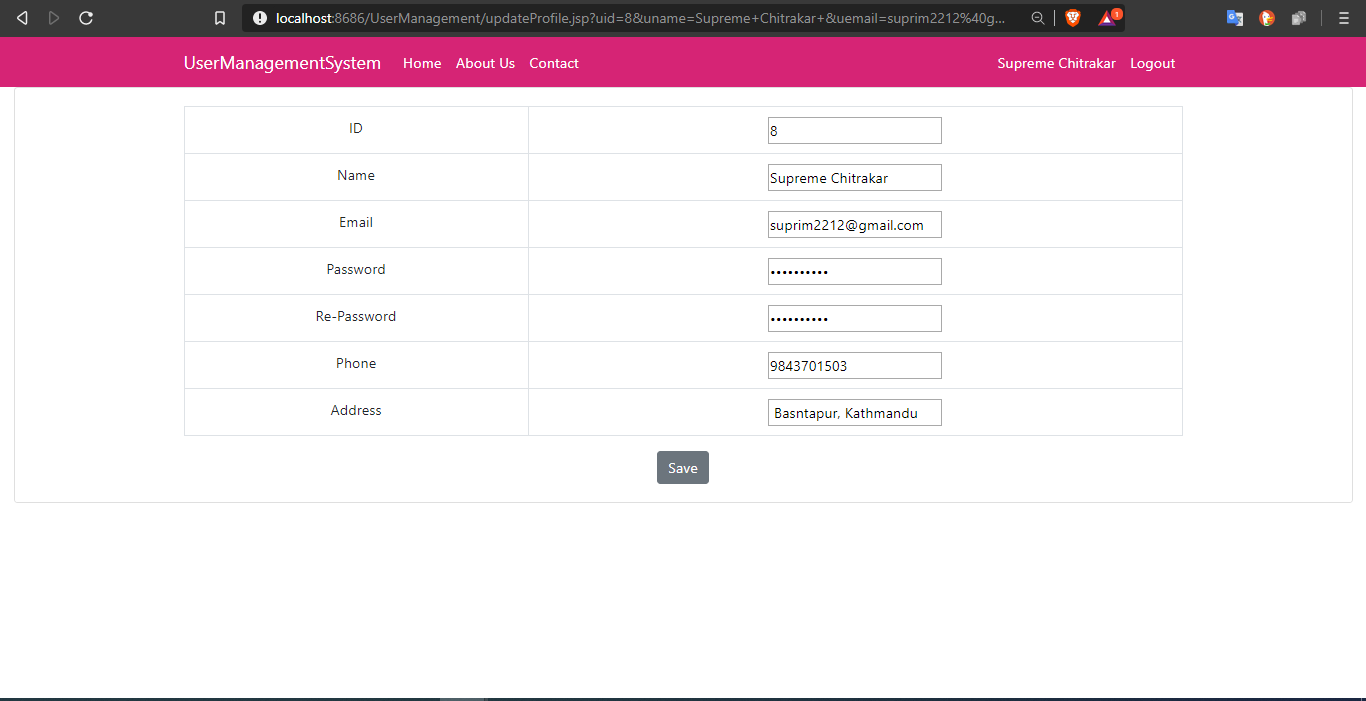 localhost:8686/UserManagement/updateProfile.jsp?uid=8&uname=Supreme+Chitrakar+&uemail=suprim2212%40g...
1
UserManagementSystem Home About Us Contact Supreme Chitrakar Logout
ID 8
Name Supreme Chitrakar
Email suprim2212@gmail.com
Password ••••••••••
Re-Password ••••••••••
Phone 9843701503
Address Basntapur, Kathmandu
Save